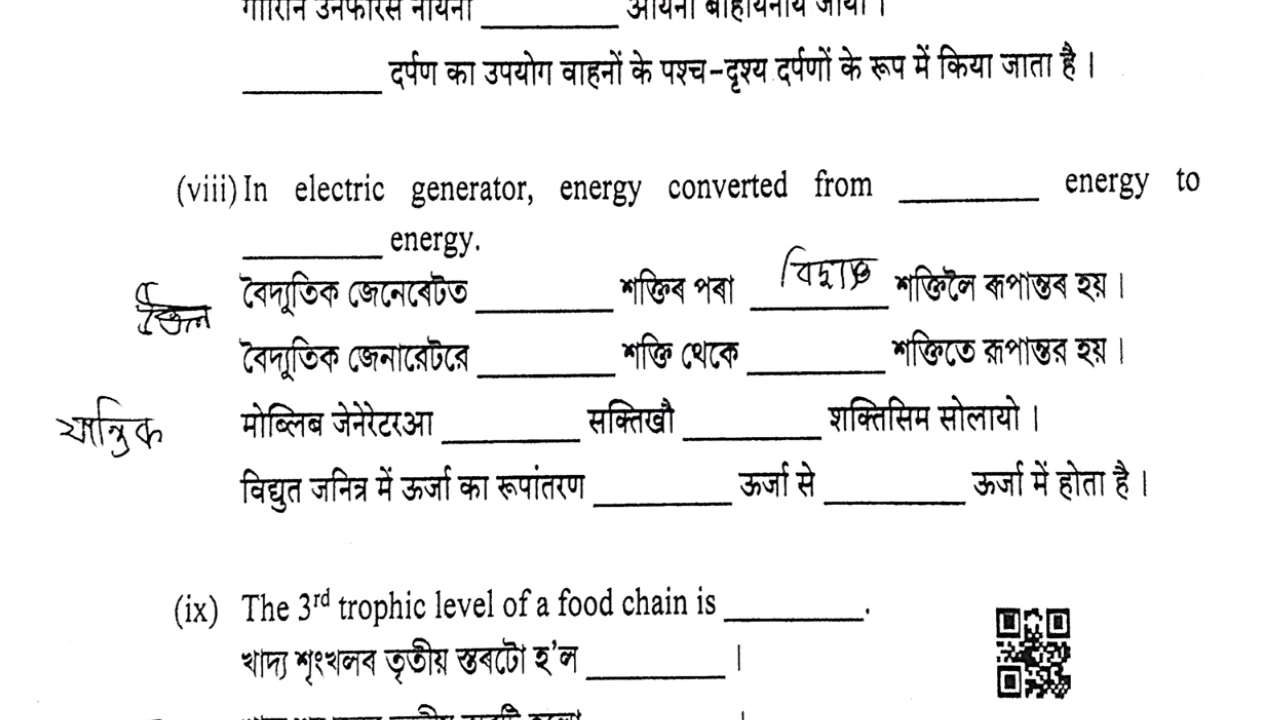 दर्पण का उपयोग वाहनों के पश्च-दृश्य दर्पणों के रूप में किया जाता है ।
(viii) In electric generator, energy converted from ________ energy to
________ energy.
বৈদ্যুতিক জেনেৰেটত ________ শক্তিৰ পৰা বিদ্যুত শক্তিলৈ ৰূপান্তৰ হয় ।
বৈদ্যুতিক জেনারেটরে ________ শক্তি থেকে ________ শক্তিতে রূপান্তর হয় ।
যান্ত্রিক
मोब्लिब जेनेरेटरआ ________ सक्तिखौ ________ शक्तिसिम सोलायो ।
विद्युत जनित्र में ऊर्जा का रूपांतरण ________ ऊर्जा से ________ ऊर्जा में होता है ।
(ix) The 3rd trophic level of a food chain is ________.
খাদ্য শৃংখলৰ তৃতীয় স্তৰটো হ'ল ________ ।